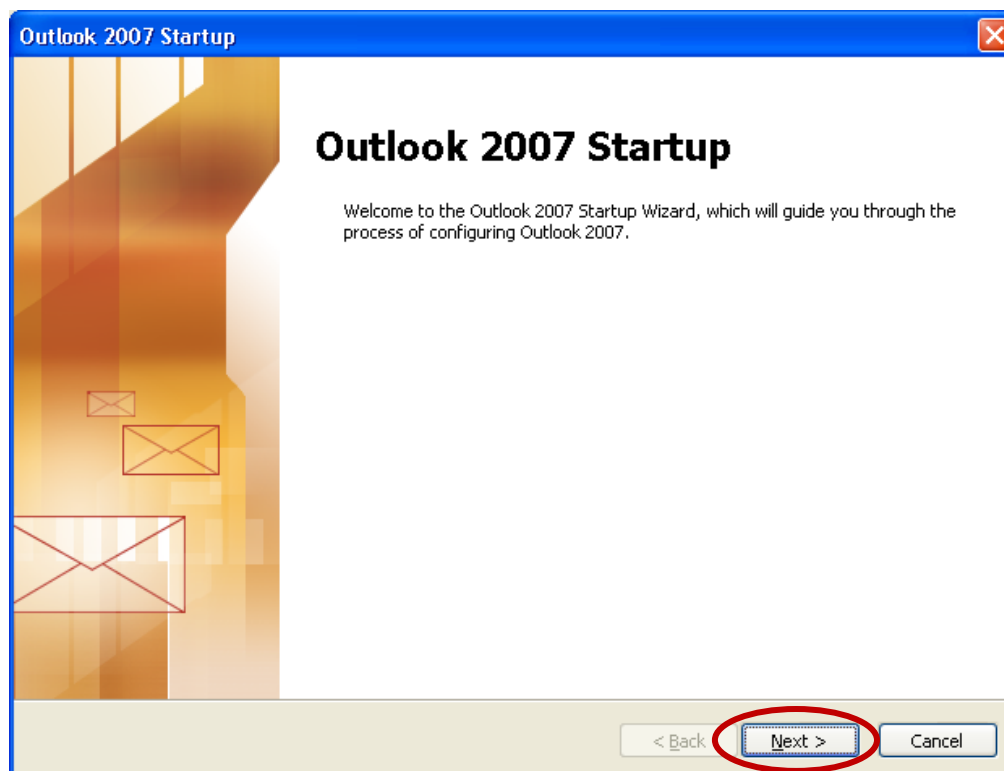 Outlook 2007 Startup
Outlook 2007 Startup
Welcome to the Outlook 2007 Startup Wizard, which will guide you through the
process of configuring Outlook 2007.
< Back Next > Cancel